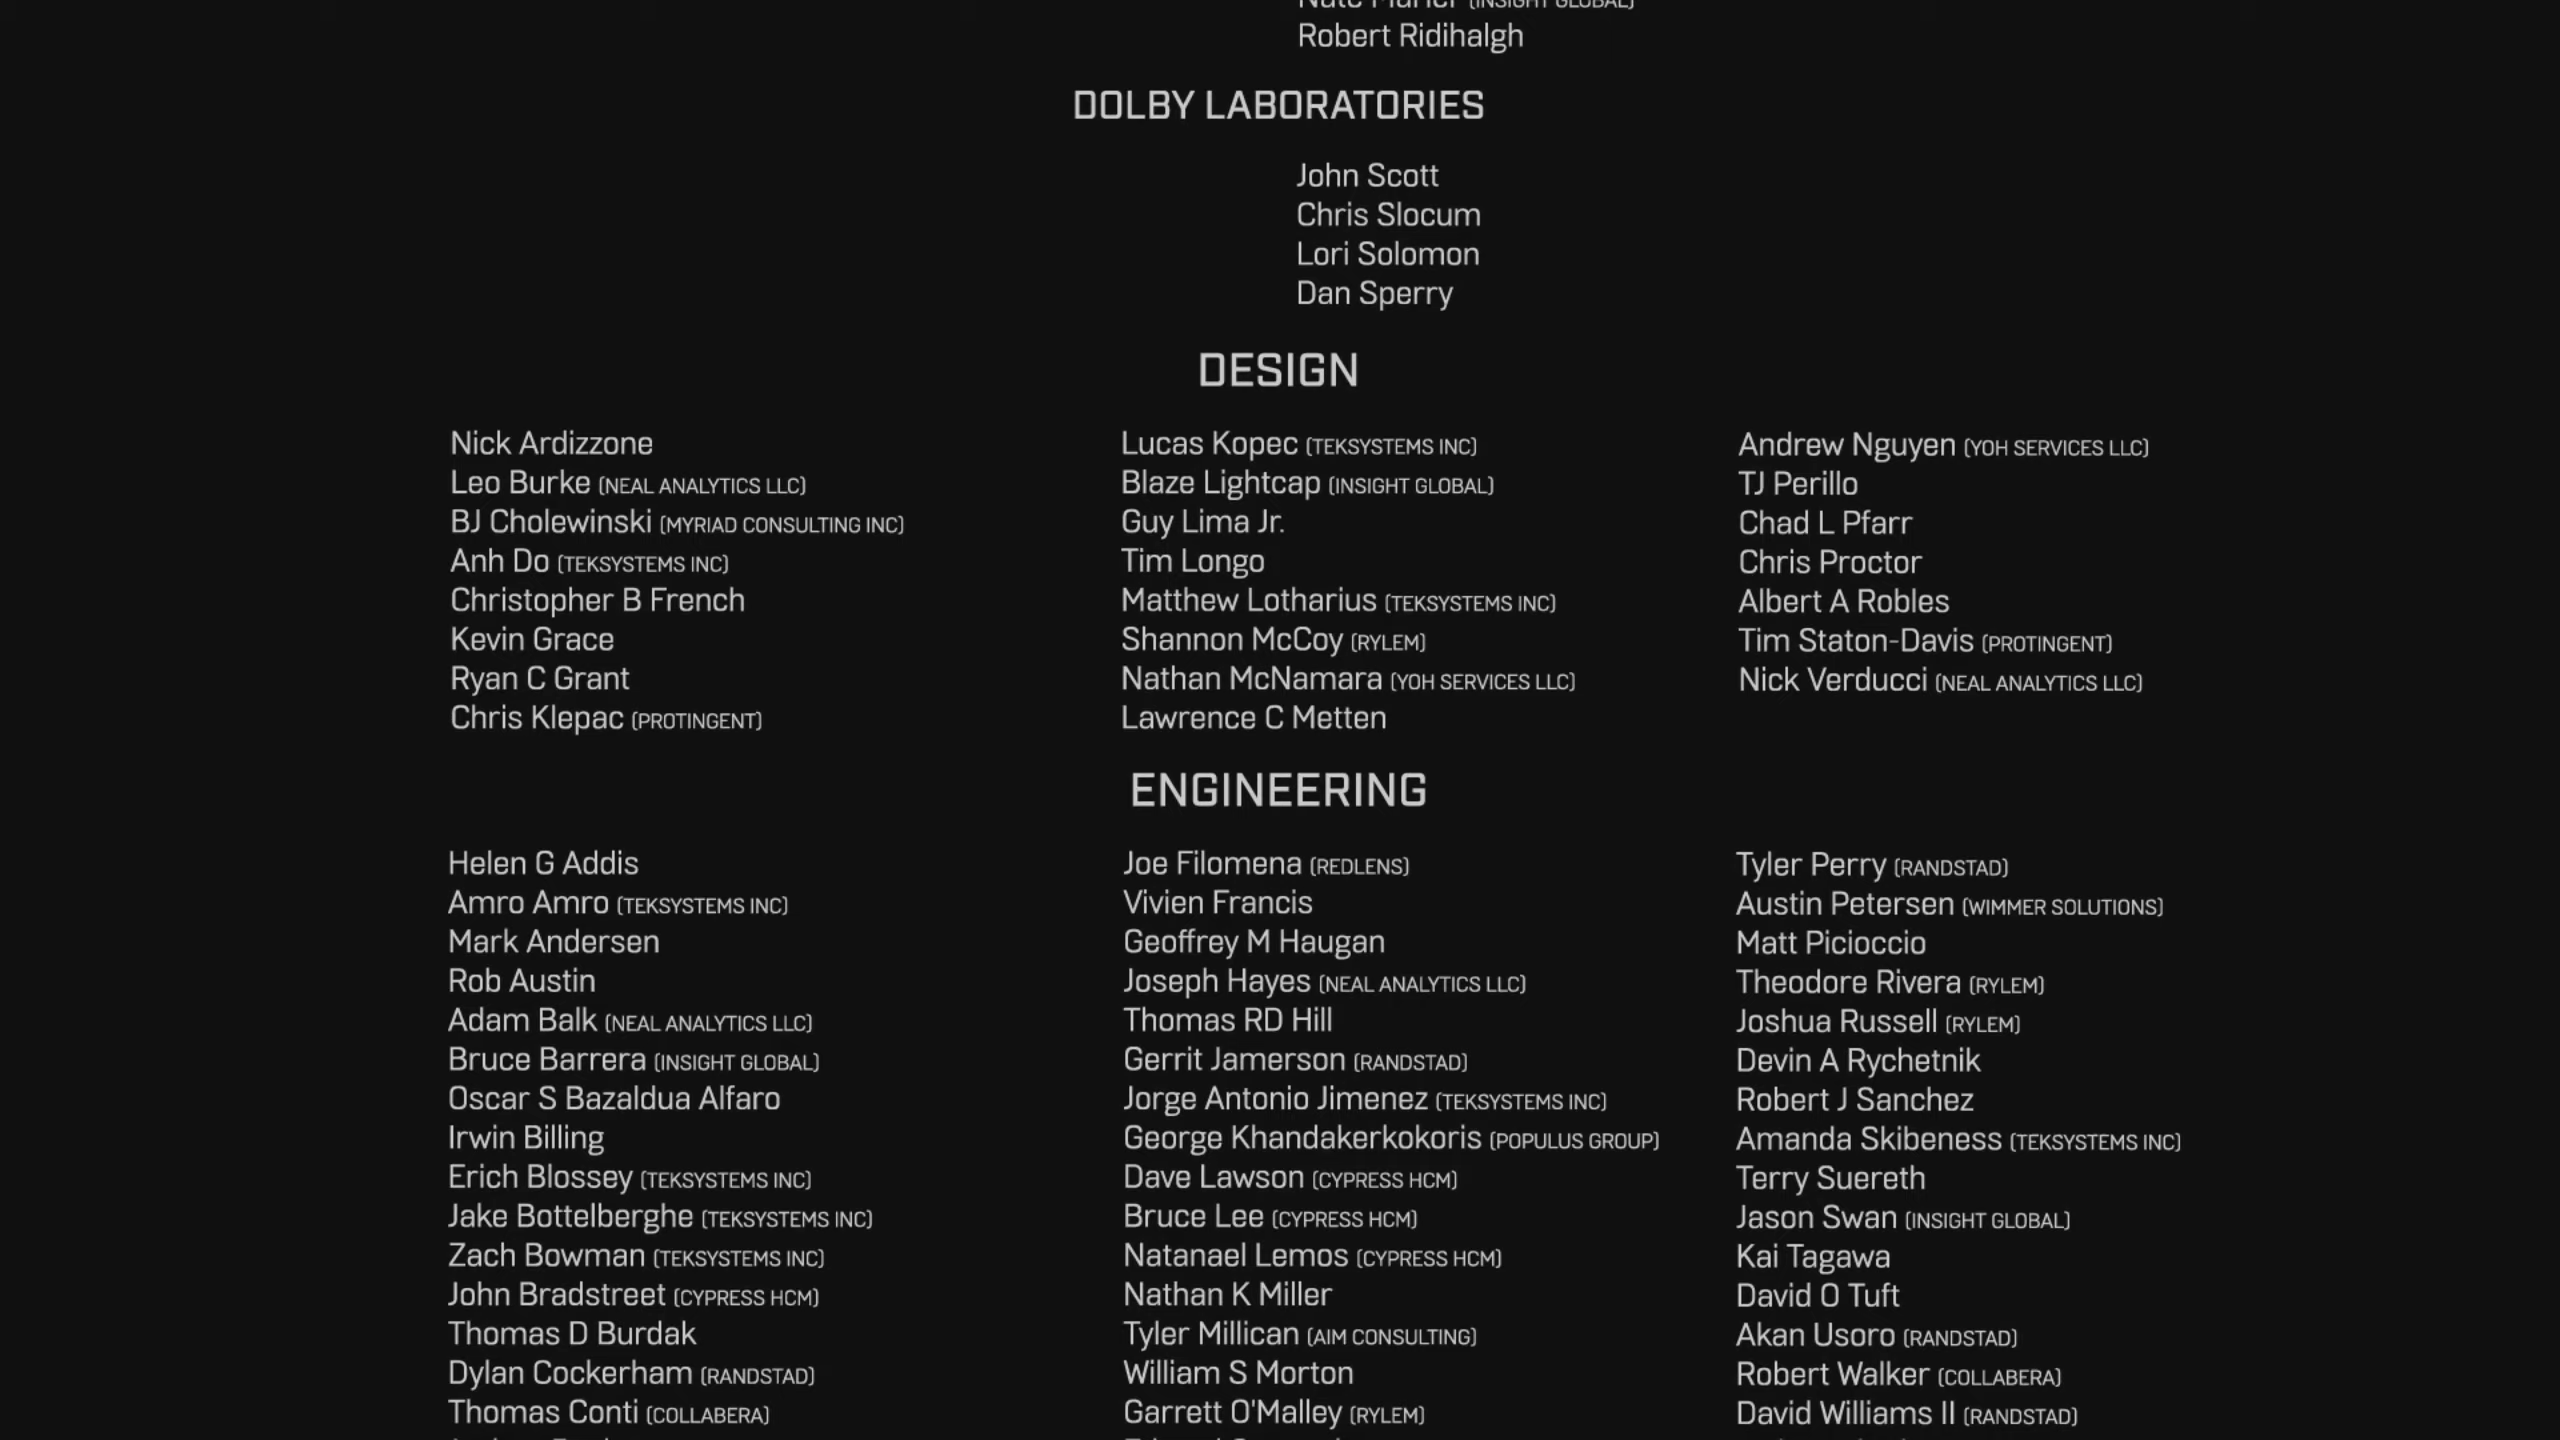 Robert Ridihalgh
DOLBY LABORATORIES
John Scott
Chris Slocum
Lori Solomon
Dan Sperry
DESIGN
Nick Ardizzone
Leo Burke (NEAL ANALYTICS LLC)
BJ Cholewinski (MYRIAD CONSULTING INC)
Anh Do (TEKSYSTEMS INC)
Christopher B French
Kevin Grace
Ryan C Grant
Chris Klepac (PROTINGENT)
Lucas Kopec (TEKSYSTEMS INC)
Blaze Lightcap (INSIGHT GLOBAL)
Guy Lima Jr.
Tim Longo
Matthew Lotharius (TEKSYSTEMS INC)
Shannon McCoy (RYLEM)
Nathan McNamara (YOH SERVICES LLC)
Lawrence C Metten
Andrew Nguyen (YOH SERVICES LLC)
TJ Perillo
Chad L Pfarr
Chris Proctor
Albert A Robles
Tim Staton-Davis (PROTINGENT)
Nick Verducci (NEAL ANALYTICS LLC)
ENGINEERING
Helen G Addis
Amro Amro (TEKSYSTEMS INC)
Mark Andersen
Rob Austin
Adam Balk (NEAL ANALYTICS LLC)
Bruce Barrera (INSIGHT GLOBAL)
Oscar S Bazaldua Alfaro
Irwin Billing
Erich Blossey (TEKSYSTEMS INC)
Jake Bottelberghe (TEKSYSTEMS INC)
Zach Bowman (TEKSYSTEMS INC)
John Bradstreet (CYPRESS HCM)
Thomas D Burdak
Dylan Cockerham (RANDSTAD)
Thomas Conti (COLLABERA)
Joe Filomena (REDLENS)
Vivien Francis
Geoffrey M Haugan
Joseph Hayes (NEAL ANALYTICS LLC)
Thomas RD Hill
Gerrit Jamerson (RANDSTAD)
Jorge Antonio Jimenez (TEKSYSTEMS INC)
George Khandakerkokoris (POPULUS GROUP)
Dave Lawson (CYPRESS HCM)
Bruce Lee (CYPRESS HCM)
Natanael Lemos (CYPRESS HCM)
Nathan K Miller
Tyler Millican (AIM CONSULTING)
William S Morton
Garrett O'Malley (RYLEM)
Tyler Perry (RANDSTAD)
Austin Petersen (WIMMER SOLUTIONS)
Matt Picioccio
Theodore Rivera (RYLEM)
Joshua Russell (RYLEM)
Devin A Rychetnik
Robert J Sanchez
Amanda Skibeness (TEKSYSTEMS INC)
Terry Suereth
Jason Swan (INSIGHT GLOBAL)
Kai Tagawa
David O Tuft
Akan Usoro (RANDSTAD)
Robert Walker (COLLABERA)
David Williams II (RANDSTAD)